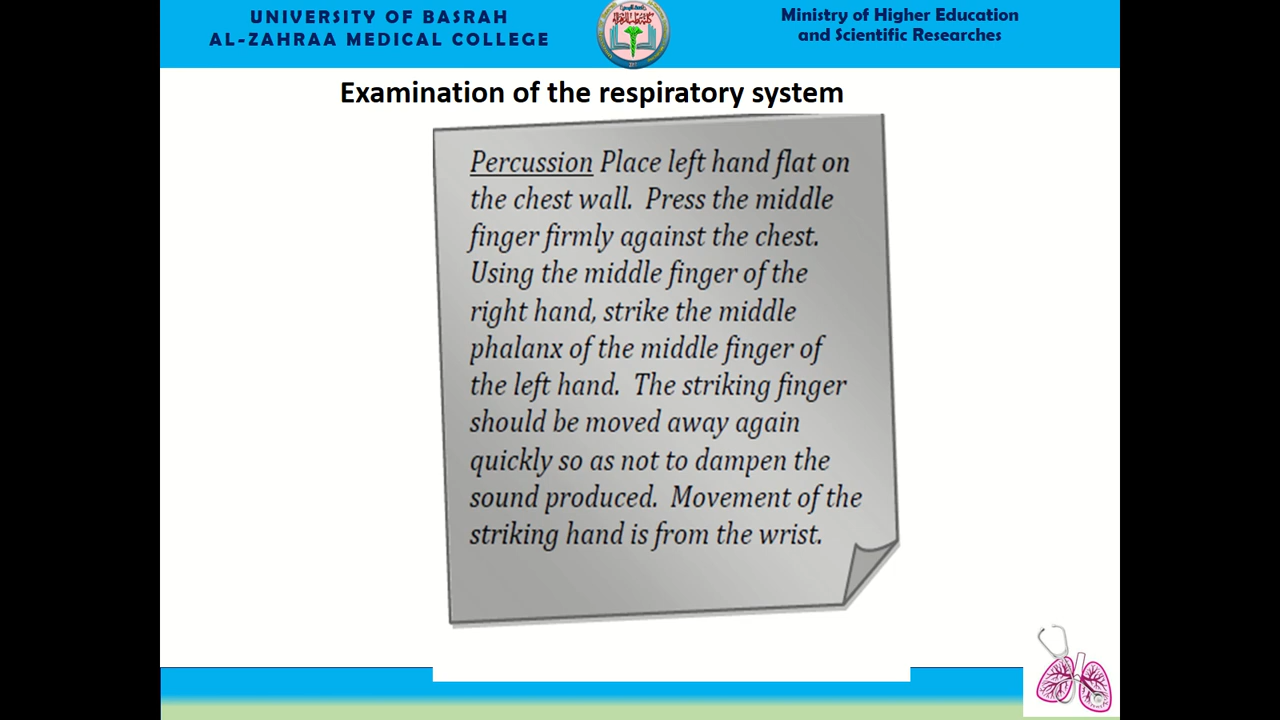 UNIVERSITY OF BASRAH
AL-ZAHRAA MEDICAL COLLEGE
Ministry of Higher Education
and Scientific Researches
Examination of the respiratory system
Percussion Place left hand flat on
the chest wall.  Press the middle
finger firmly against the chest.
Using the middle finger of the
right hand, strike the middle
phalanx of the middle finger of
the left hand.  The striking finger
should be moved away again
quickly so as not to dampen the
sound produced.  Movement of the
striking hand is from the wrist.